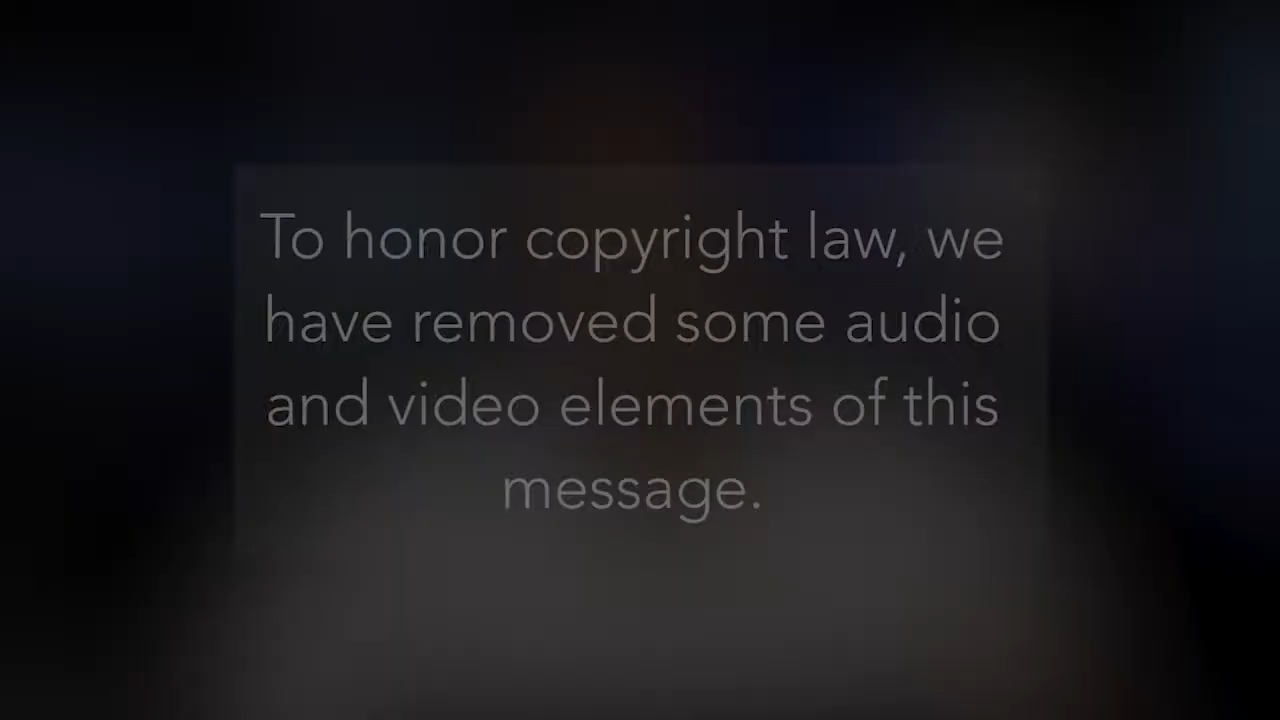 To honor copyright law, we
have removed some audio
and video elements of this
message.